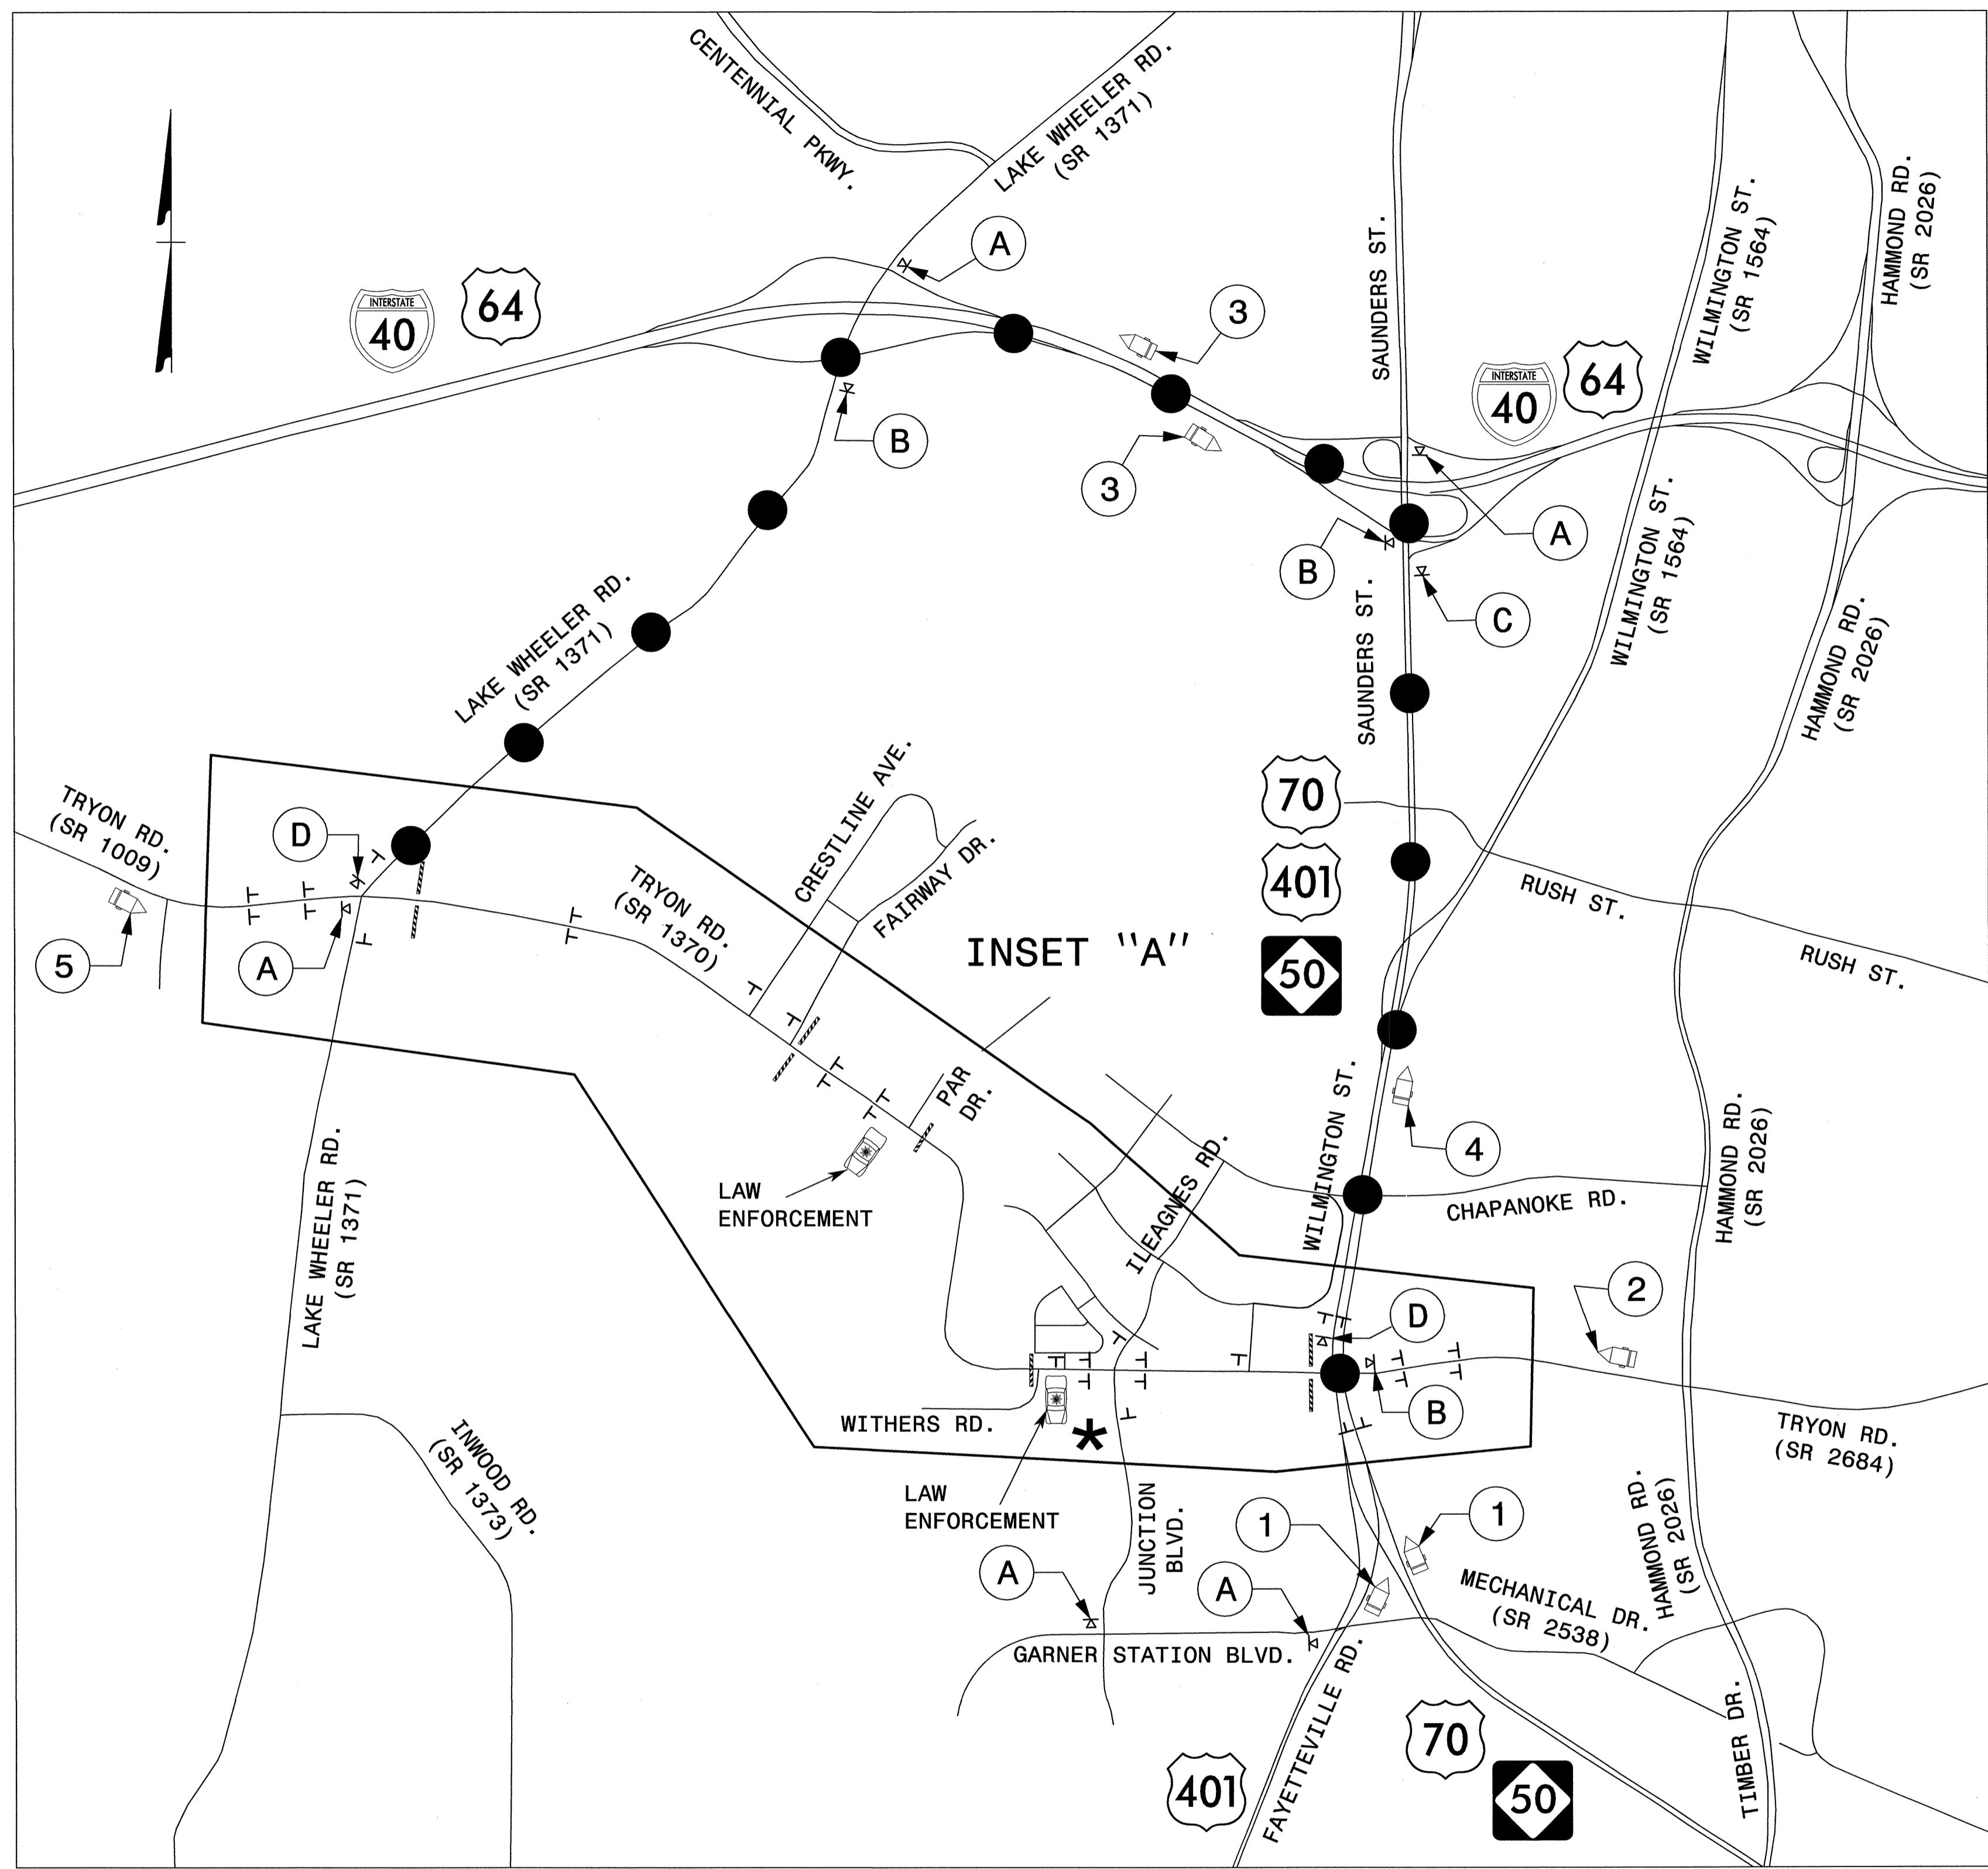 CENTENNIAL PKWY.
LAKE WHEELER RD.
(SR 1371)
A
INTERSTATE
40
64
3
B
3
SAUNDERS ST.
WILMINGTON ST.
(SR 1564)
HAMMOND RD.
(SR 2026)
INTERSTATE
40
64
A
B
C
SAUNDERS ST.
WILMINGTON ST.
(SR 1564)
HAMMOND RD.
(SR 2026)
LAKE WHEELER RD.
(SR 1371)
70
401
50
RUSH ST.
RUSH ST.
TRYON RD.
(SR 1009)
D
5
A
TRYON RD.
(SR 1370)
CRESTLINE AVE.
FAIRWAY DR.
INSET "A"
PAR
DR.
LAW
ENFORCEMENT
ILEAGNES RD.
WILMINGTON ST.
4
CHAPANOKE RD.
HAMMOND RD.
(SR 2026)
2
D
B
TRYON RD.
(SR 2684)
LAKE WHEELER RD.
(SR 1371)
INWOOD RD.
(SR 1373)
WITHERS RD.
*
LAW
ENFORCEMENT
JUNCTION
BLVD.
1
1
A
A
GARNER STATION BLVD.
MECHANICAL DR.
(SR 2538)
HAMMOND RD.
(SR 2026)
FAYETTEVILLE RD.
TIMBER DR.
401
70
50